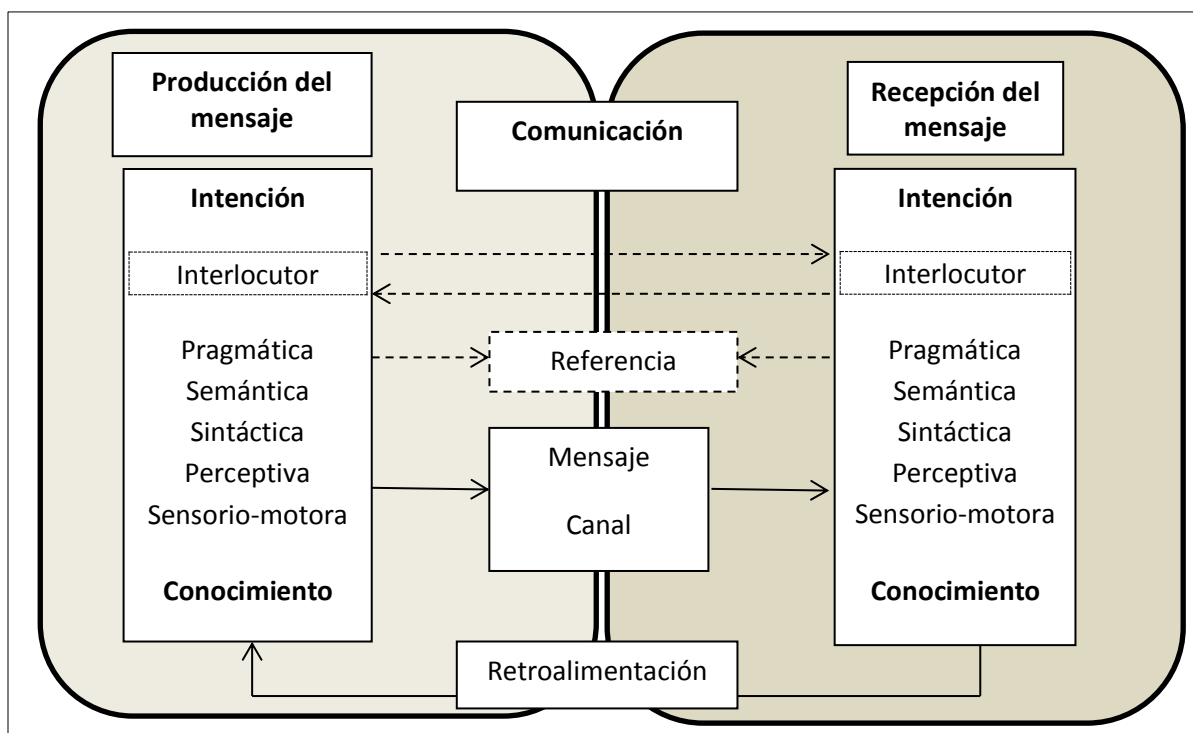 Producción del
mensaje
Intención
Interlocutor
Pragmática
Semántica
Sintáctica
Perceptiva
Sensorio-motora
Conocimiento
Comunicación
Referencia
Mensaje
Canal
Retroalimentación
Recepción del
mensaje
Intención
Interlocutor
Pragmática
Semántica
Sintáctica
Perceptiva
Sensorio-motora
Conocimiento